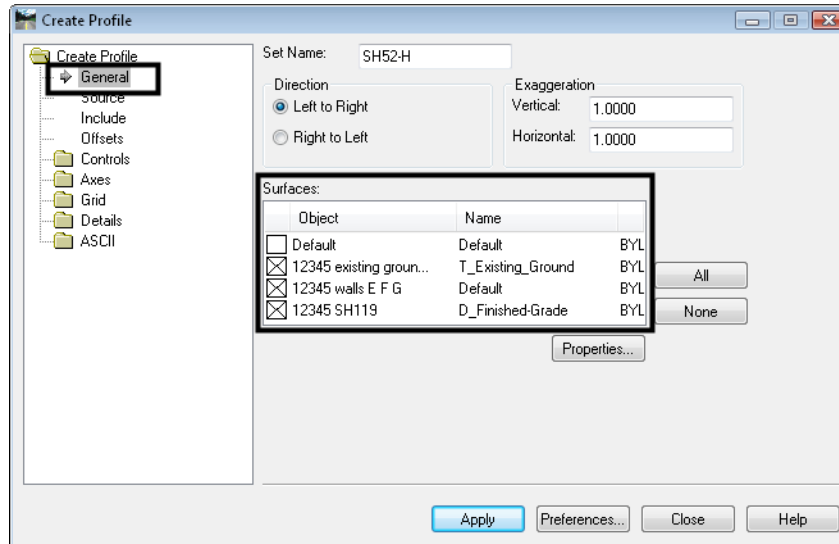 Create Profile
Create Profile
General
Source
Include
Offsets
Controls
Axes
Grid
Details
ASCII
Set Name: SH52-H
Direction
Left to Right
Right to Left
Exaggeration
Vertical: 1.0000
Horizontal: 1.0000
Surfaces:
Object Name
Default Default BYL
12345 existing groun... T_Existing_Ground BYL
12345 walls E F G Default BYL
12345 SH119 D_Finished-Grade BYL
All
None
Properties...
Apply Preferences... Close Help